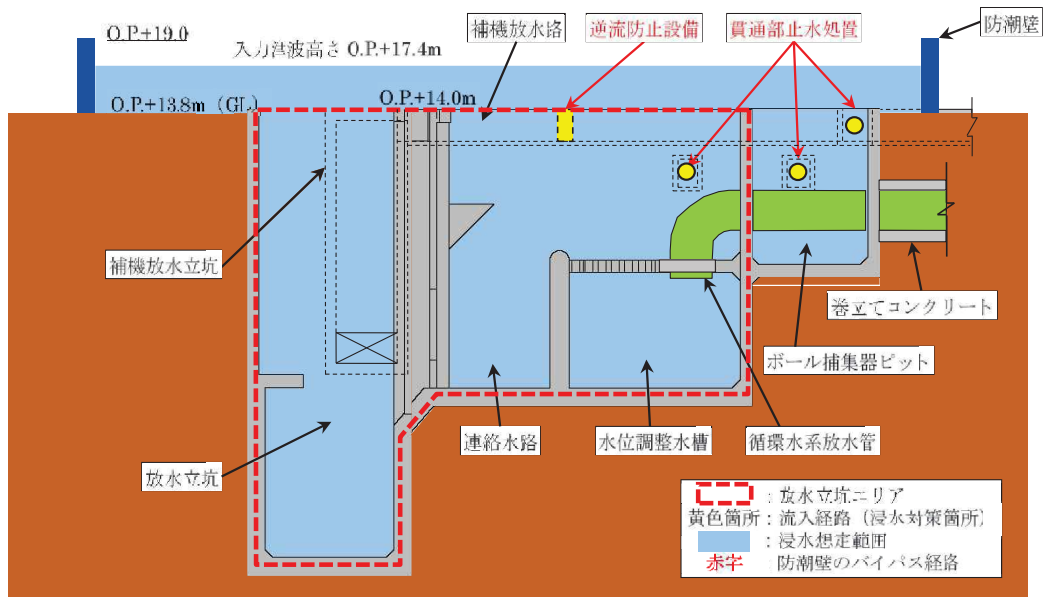 補機放水路
逆流防止設備
貫通部止水処置
防潮壁
O.P.+19.0
入力津波高さ O.P.+17.4m
O.P.+13.8m（GL）
O.P.+14.0m
補機放水立坑
巻立てコンクリート
ボール捕集器ピット
連絡水路
水位調整水槽
循環水系放水管
放水立坑
：放水立坑エリア
黄色箇所：流入経路（浸水対策箇所）
：浸水想定範囲
赤字：防潮壁のバイパス経路